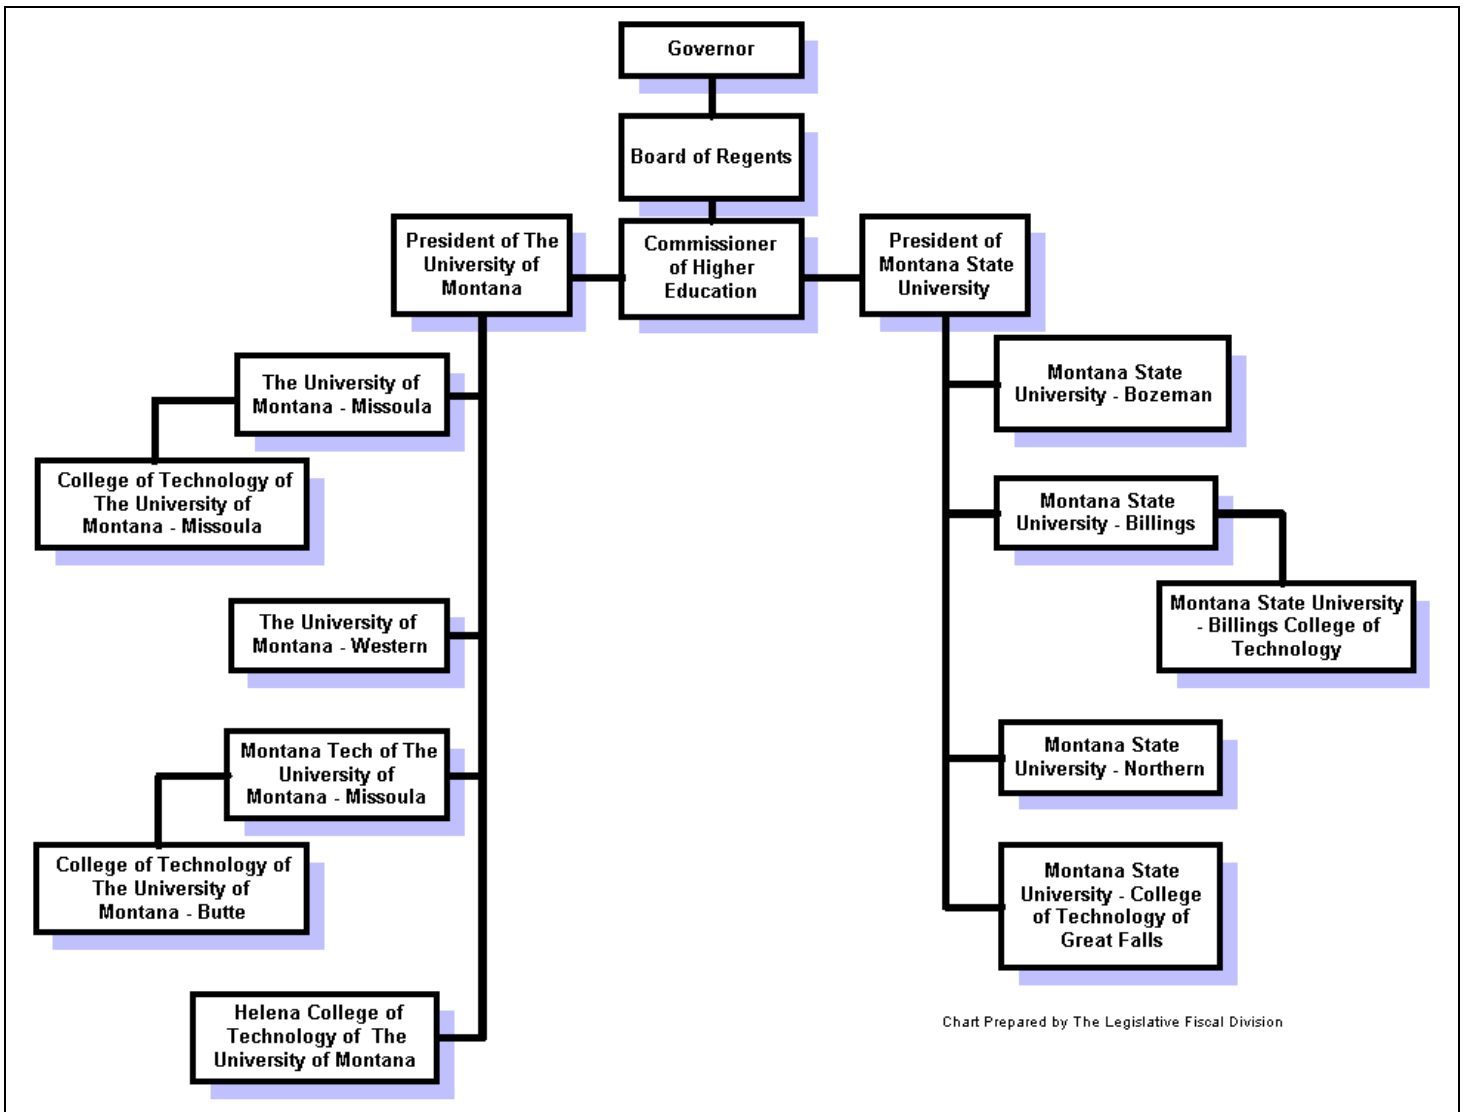 Governor
Board of Regents
President of The
University of
Montana
Commissioner
of Higher
Education
President of
Montana State
University
The University of
Montana - Missoula
College of Technology of
The University of
Montana - Missoula
The University of
Montana - Western
Montana Tech of The
University of
Montana - Missoula
College of Technology of
The University of
Montana - Butte
Helena College of
Technology of The
University of Montana
Montana State
University - Bozeman
Montana State
University - Billings
Montana State University
- Billings College of
Technology
Montana State
University - Northern
Montana State
University - College
of Technology of
Great Falls
Chart Prepared by The Legislative Fiscal Division